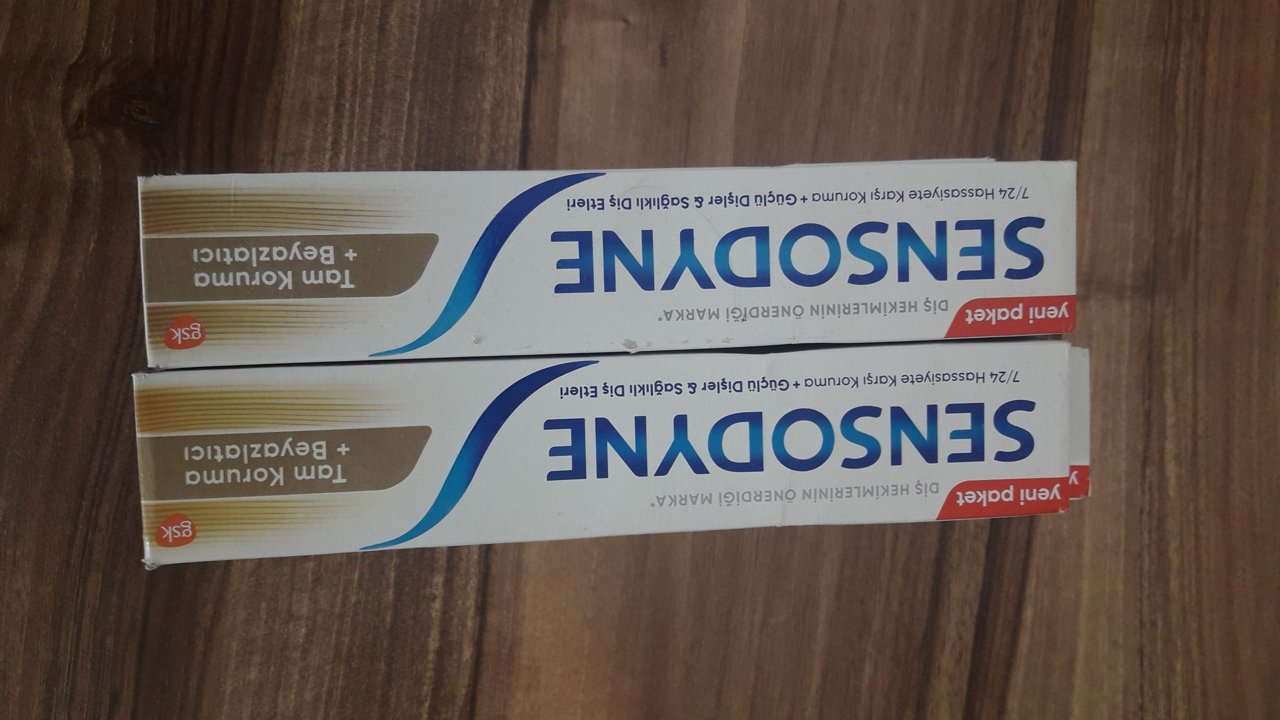 yeni paket
DİŞ HEKİMLERİNİN ÖNERDİĞİ MARKA*
SENSODYNE
7/24 Hassasiyete Karşı Koruma + Güçlü Dişler & Sağlıklı Diş Etleri
gsk
Tam Koruma
+ Beyazlatıcı
yeni paket
DİŞ HEKİMLERİNİN ÖNERDİĞİ MARKA*
SENSODYNE
7/24 Hassasiyete Karşı Koruma + Güçlü Dişler & Sağlıklı Diş Etleri
gsk
Tam Koruma
+ Beyazlatıcı